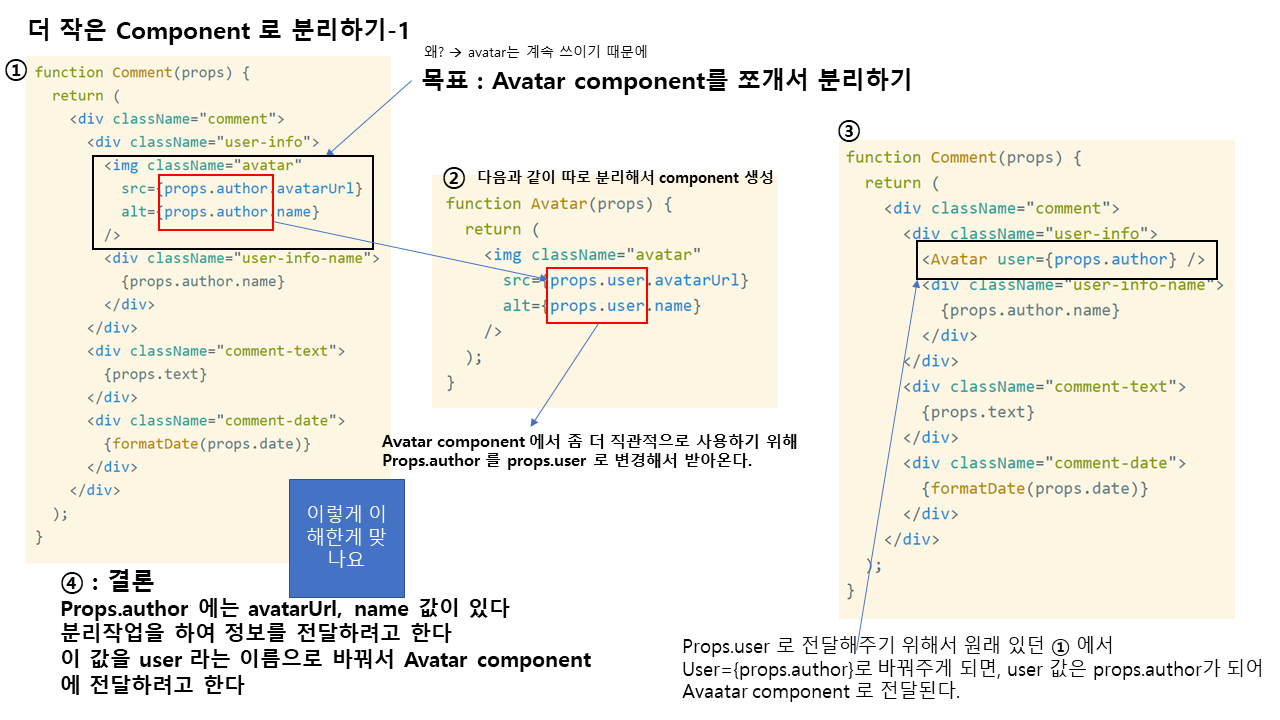 더 작은 Component 로 분리하기-1
왜? → avatar는 계속 쓰이기 때문에
목표 : Avatar component를 쪼개서 분리하기
①
function Comment(props) {
return (
<div className="comment">
<div className="user-info">
<img className="avatar"
src={props.author.avatarUrl}
alt={props.author.name}
/>
<div className="user-info-name">
{props.author.name}
</div>
</div>
<div className="comment-text">
{props.text}
</div>
<div className="comment-date">
{formatDate(props.date)}
</div>
</div>
);
}
② 다음과 같이 따로 분리해서 component 생성
function Avatar(props) {
return (
<img className="avatar"
src={props.user.avatarUrl}
alt={props.user.name}
/>
);
}
Avatar component 에서 좀 더 직관적으로 사용하기 위해
Props.author 를 props.user 로 변경해서 받아온다.
③
function Comment(props) {
return (
<div className="comment">
<div className="user-info">
<Avatar user={props.author} />
<div className="user-info-name">
{props.author.name}
</div>
</div>
<div className="comment-text">
{props.text}
</div>
<div className="comment-date">
{formatDate(props.date)}
</div>
</div>
);
}
이렇게 이
해한게 맞
나요
④ : 결론
Props.author 에는 avatarUrl, name 값이 있다
분리작업을 하여 정보를 전달하려고 한다
이 값을 user 라는 이름으로 바꿔서 Avatar component
에 전달하려고 한다
Props.user 로 전달해주기 위해서 원래 있던 ① 에서
User={props.author}로 바꿔주게 되면, user 값은 props.author가 되어
Avaatar component 로 전달된다.